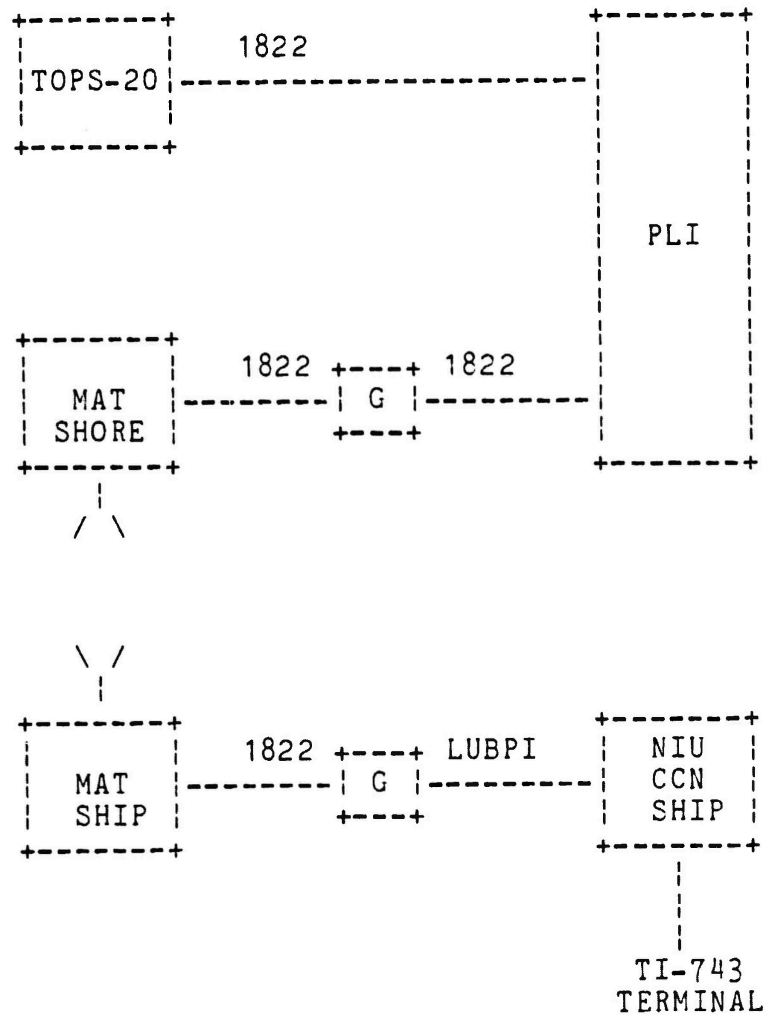 1822
TOPS-20
PLI
1822 1822
MAT
SHORE
G
1822 LUBPI
MAT
SHIP
G
NIU
CCN
SHIP
TI-743
TERMINAL